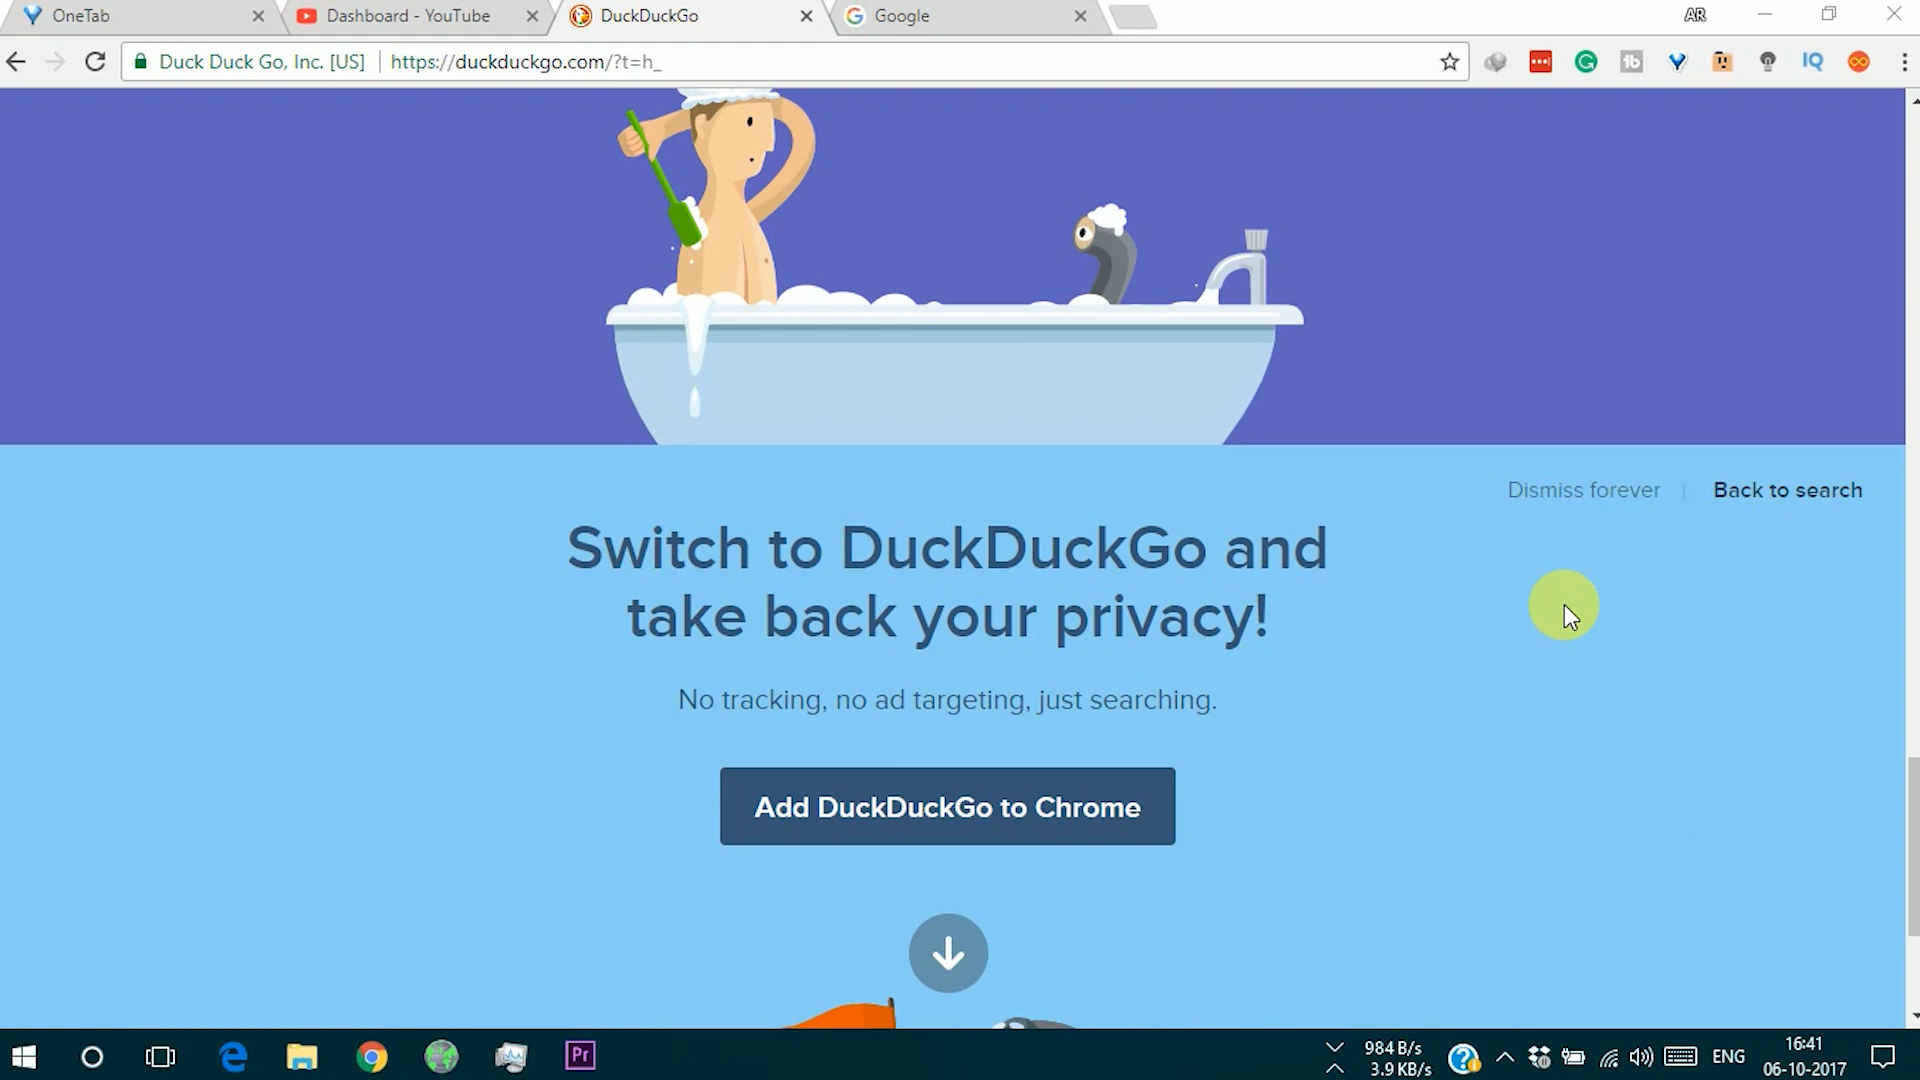 OneTab
Dashboard - YouTube
DuckDuckGo
Google
AR
Duck Duck Go, Inc. [US]
https://duckduckgo.com/?t=h_
IQ
Dismiss forever | Back to search
Switch to DuckDuckGo and
take back your privacy!
No tracking, no ad targeting, just searching.
Add DuckDuckGo to Chrome
Pr
984 B/s
3.9 KB/s
ENG
16:41
06-10-2017